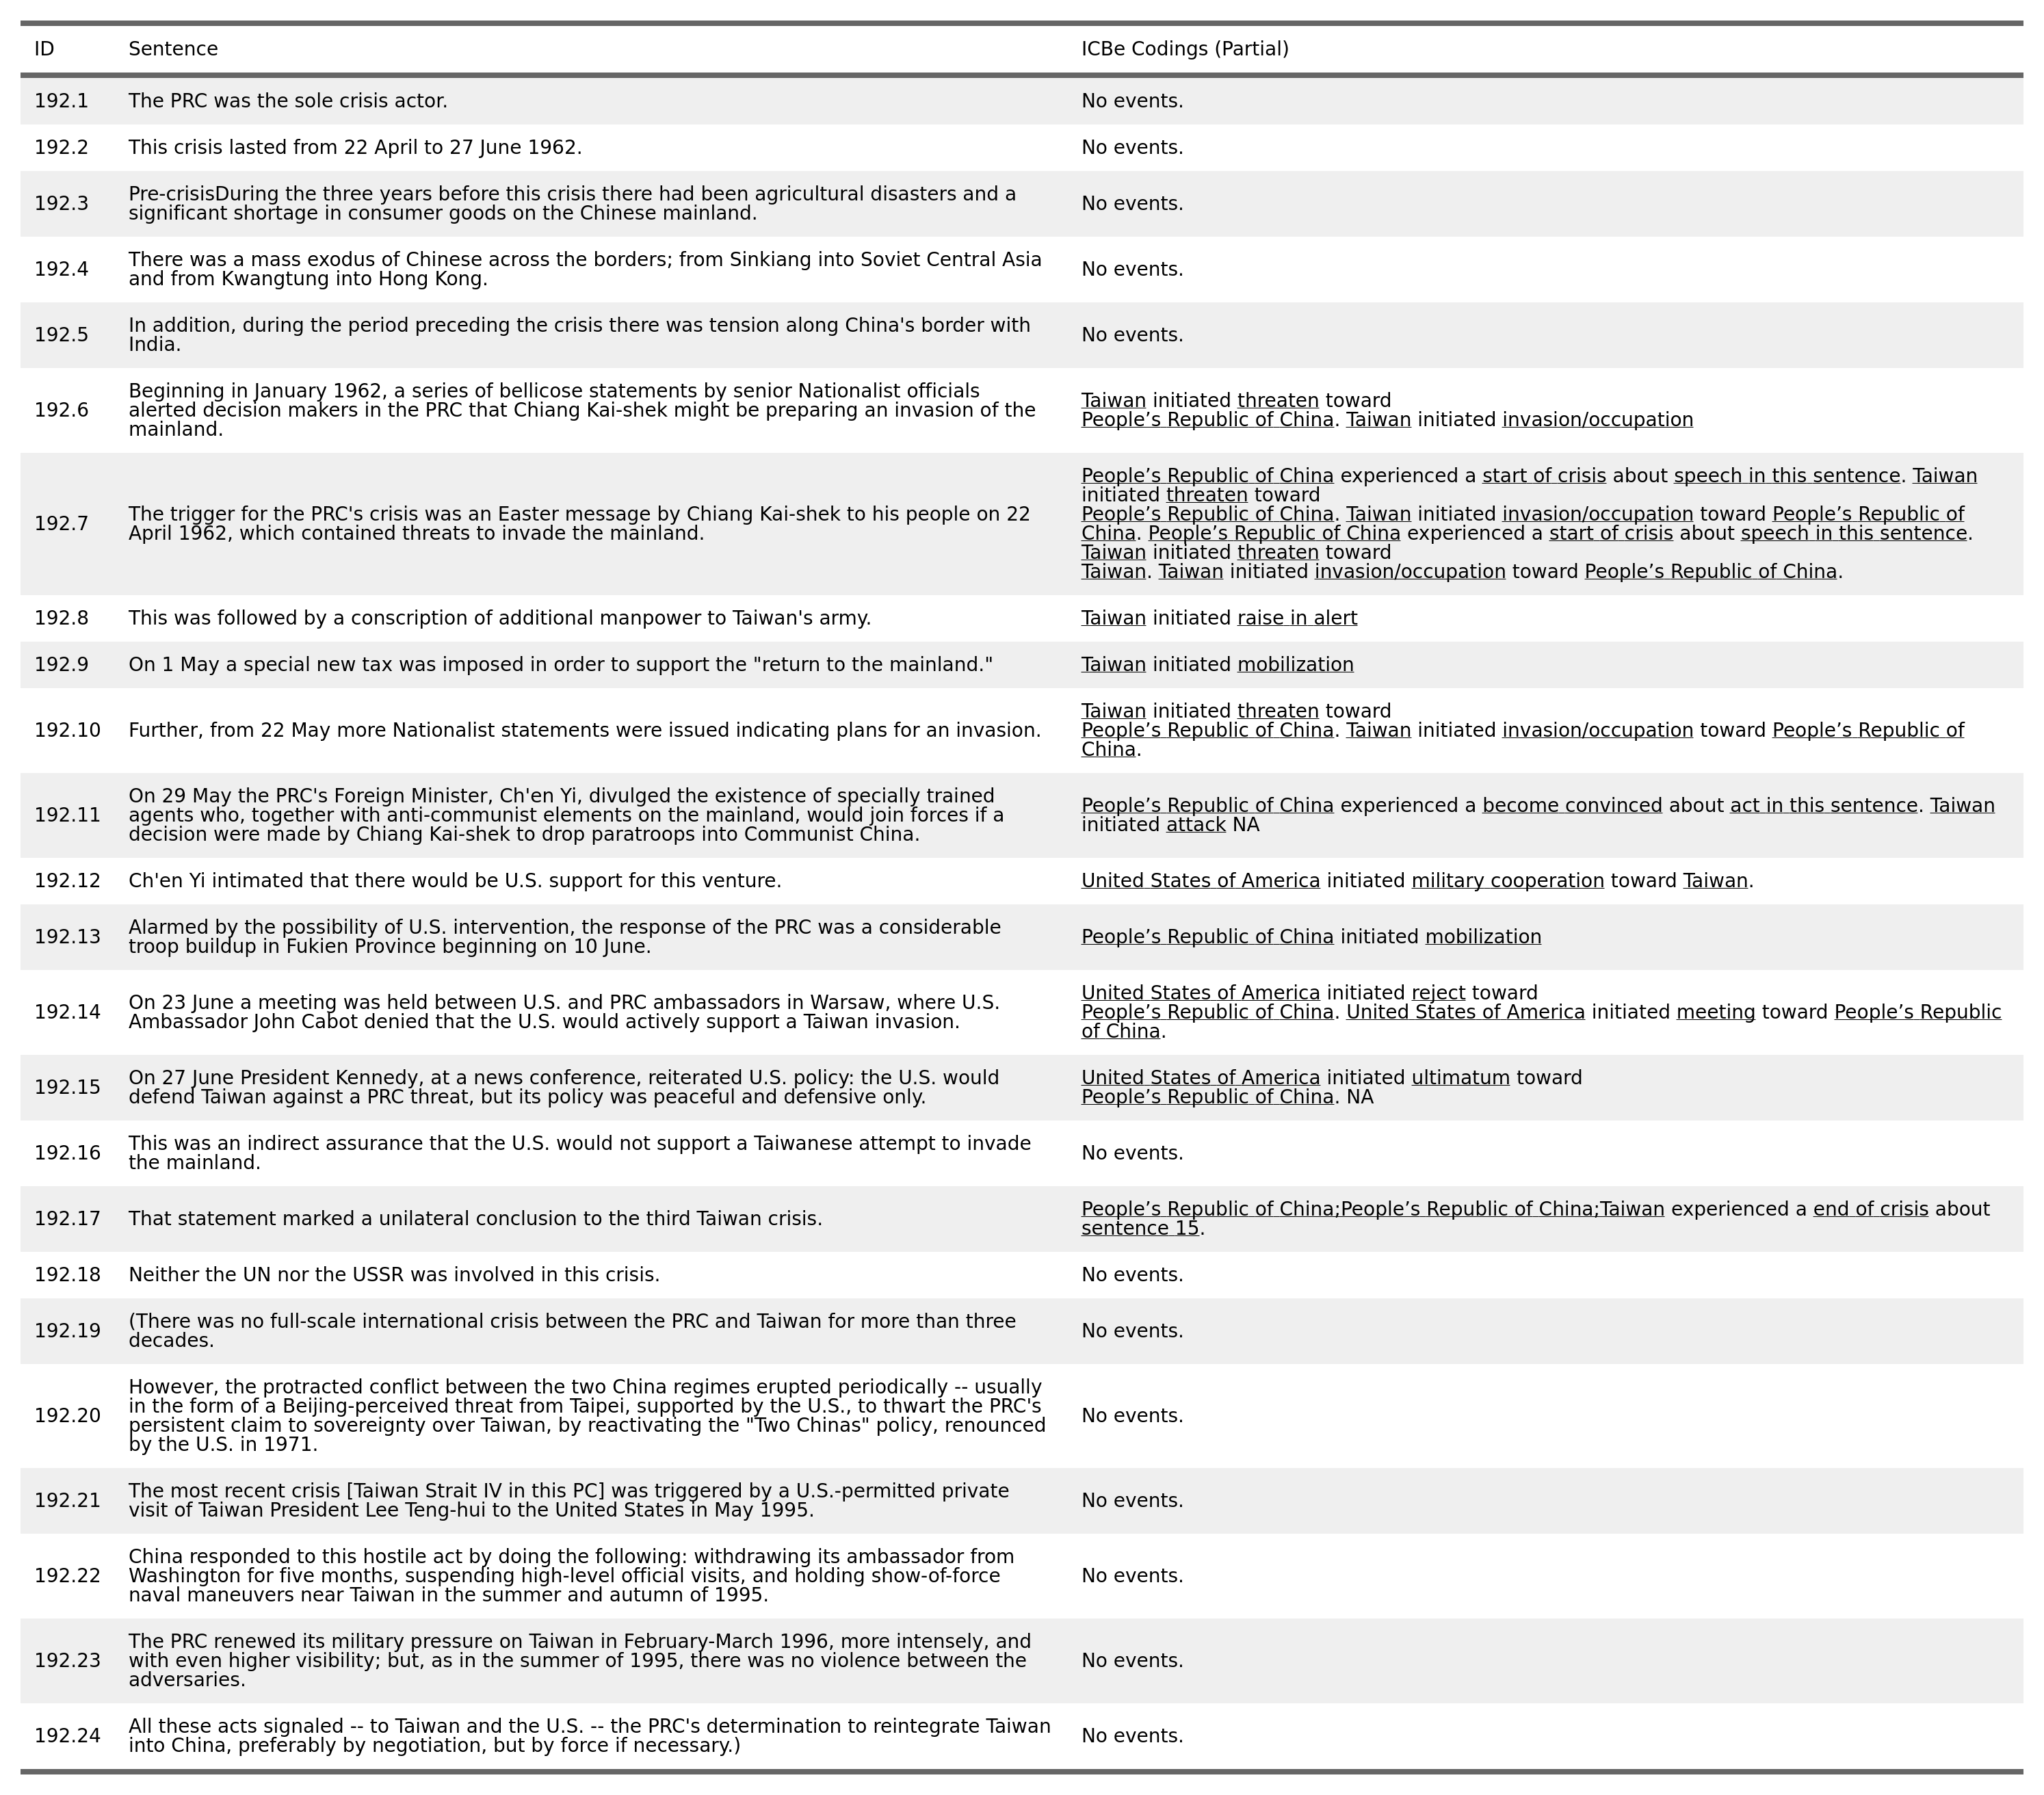 ID Sentence ICBe Codings (Partial)
192.1 The PRC was the sole crisis actor. No events.
192.2 This crisis lasted from 22 April to 27 June 1962. No events.
192.3 Pre-crisisDuring the three years before this crisis there had been agricultural disasters and a
significant shortage in consumer goods on the Chinese mainland. No events.
192.4 There was a mass exodus of Chinese across the borders; from Sinkiang into Soviet Central Asia
and from Kwangtung into Hong Kong. No events.
192.5 In addition, during the period preceding the crisis there was tension along China's border with
India. No events.
192.6 Beginning in January 1962, a series of bellicose statements by senior Nationalist officials
alerted decision makers in the PRC that Chiang Kai-shek might be preparing an invasion of the
mainland.
Taiwan initiated threaten toward
People’s Republic of China. Taiwan initiated invasion/occupation
192.7 The trigger for the PRC's crisis was an Easter message by Chiang Kai-shek to his people on 22
April 1962, which contained threats to invade the mainland.
People’s Republic of China experienced a start of crisis about speech in this sentence. Taiwan
initiated threaten toward
People’s Republic of China. Taiwan initiated invasion/occupation toward People’s Republic of
China. People’s Republic of China experienced a start of crisis about speech in this sentence.
Taiwan initiated threaten toward
Taiwan. Taiwan initiated invasion/occupation toward People’s Republic of China.
192.8 This was followed by a conscription of additional manpower to Taiwan's army. Taiwan initiated raise in alert
192.9 On 1 May a special new tax was imposed in order to support the "return to the mainland." Taiwan initiated mobilization
192.10 Further, from 22 May more Nationalist statements were issued indicating plans for an invasion.
Taiwan initiated threaten toward
People’s Republic of China. Taiwan initiated invasion/occupation toward People’s Republic of
China.
192.11 On 29 May the PRC's Foreign Minister, Ch'en Yi, divulged the existence of specially trained
agents who, together with anti-communist elements on the mainland, would join forces if a
decision were made by Chiang Kai-shek to drop paratroops into Communist China.
People’s Republic of China experienced a become convinced about act in this sentence. Taiwan
initiated attack NA
192.12 Ch'en Yi intimated that there would be U.S. support for this venture. United States of America initiated military cooperation toward Taiwan.
192.13 Alarmed by the possibility of U.S. intervention, the response of the PRC was a considerable
troop buildup in Fukien Province beginning on 10 June. People’s Republic of China initiated mobilization
192.14 On 23 June a meeting was held between U.S. and PRC ambassadors in Warsaw, where U.S.
Ambassador John Cabot denied that the U.S. would actively support a Taiwan invasion.
United States of America initiated reject toward
People’s Republic of China. United States of America initiated meeting toward People’s Republic
of China.
192.15 On 27 June President Kennedy, at a news conference, reiterated U.S. policy: the U.S. would
defend Taiwan against a PRC threat, but its policy was peaceful and defensive only.
United States of America initiated ultimatum toward
People’s Republic of China. NA
192.16 This was an indirect assurance that the U.S. would not support a Taiwanese attempt to invade
the mainland. No events.
192.17 That statement marked a unilateral conclusion to the third Taiwan crisis.
People’s Republic of China;People’s Republic of China;Taiwan experienced a end of crisis about
sentence 15.
192.18 Neither the UN nor the USSR was involved in this crisis. No events.
192.19 (There was no full-scale international crisis between the PRC and Taiwan for more than three
decades. No events.
192.20 However, the protracted conflict between the two China regimes erupted periodically -- usually
in the form of a Beijing-perceived threat from Taipei, supported by the U.S., to thwart the PRC's
persistent claim to sovereignty over Taiwan, by reactivating the "Two Chinas" policy, renounced
by the U.S. in 1971. No events.
192.21 The most recent crisis [Taiwan Strait IV in this PC] was triggered by a U.S.-permitted private
visit of Taiwan President Lee Teng-hui to the United States in May 1995. No events.
192.22 China responded to this hostile act by doing the following: withdrawing its ambassador from
Washington for five months, suspending high-level official visits, and holding show-of-force
naval maneuvers near Taiwan in the summer and autumn of 1995. No events.
192.23 The PRC renewed its military pressure on Taiwan in February-March 1996, more intensely, and
with even higher visibility; but, as in the summer of 1995, there was no violence between the
adversaries. No events.
192.24 All these acts signaled -- to Taiwan and the U.S. -- the PRC's determination to reintegrate Taiwan
into China, preferably by negotiation, but by force if necessary.) No events.